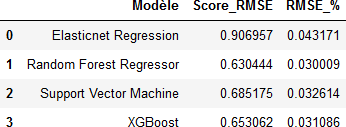 Modèle Score_RMSE RMSE_%
0 Elasticnet Regression 0.906957 0.043171
1 Random Forest Regressor 0.630444 0.030009
2 Support Vector Machine 0.685175 0.032614
3 XGBoost 0.653062 0.031086